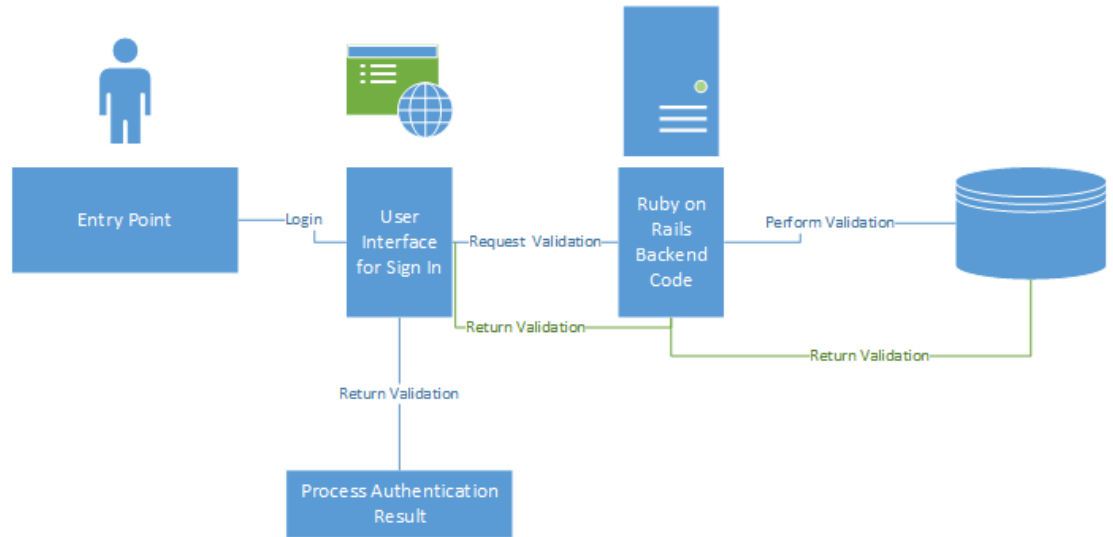 Entry Point
Login
User
Interface
for Sign In
Request Validation
Ruby on
Rails
Backend
Code
Perform Validation
Return Validation
Return Validation
Return Validation
Process Authentication
Result